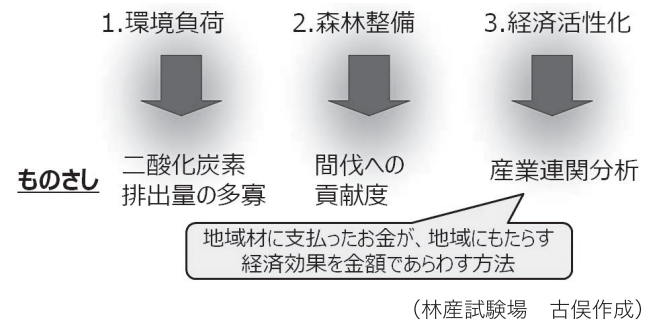 1.環境負荷 2.森林整備 3.経済活性化
ものさし
二酸化炭素
排出量の多寡
間伐への
貢献度
産業連関分析
地域材に支払ったお金が、地域にもたらす
経済効果を金額であらわす方法
（林産試験場　古俣作成）